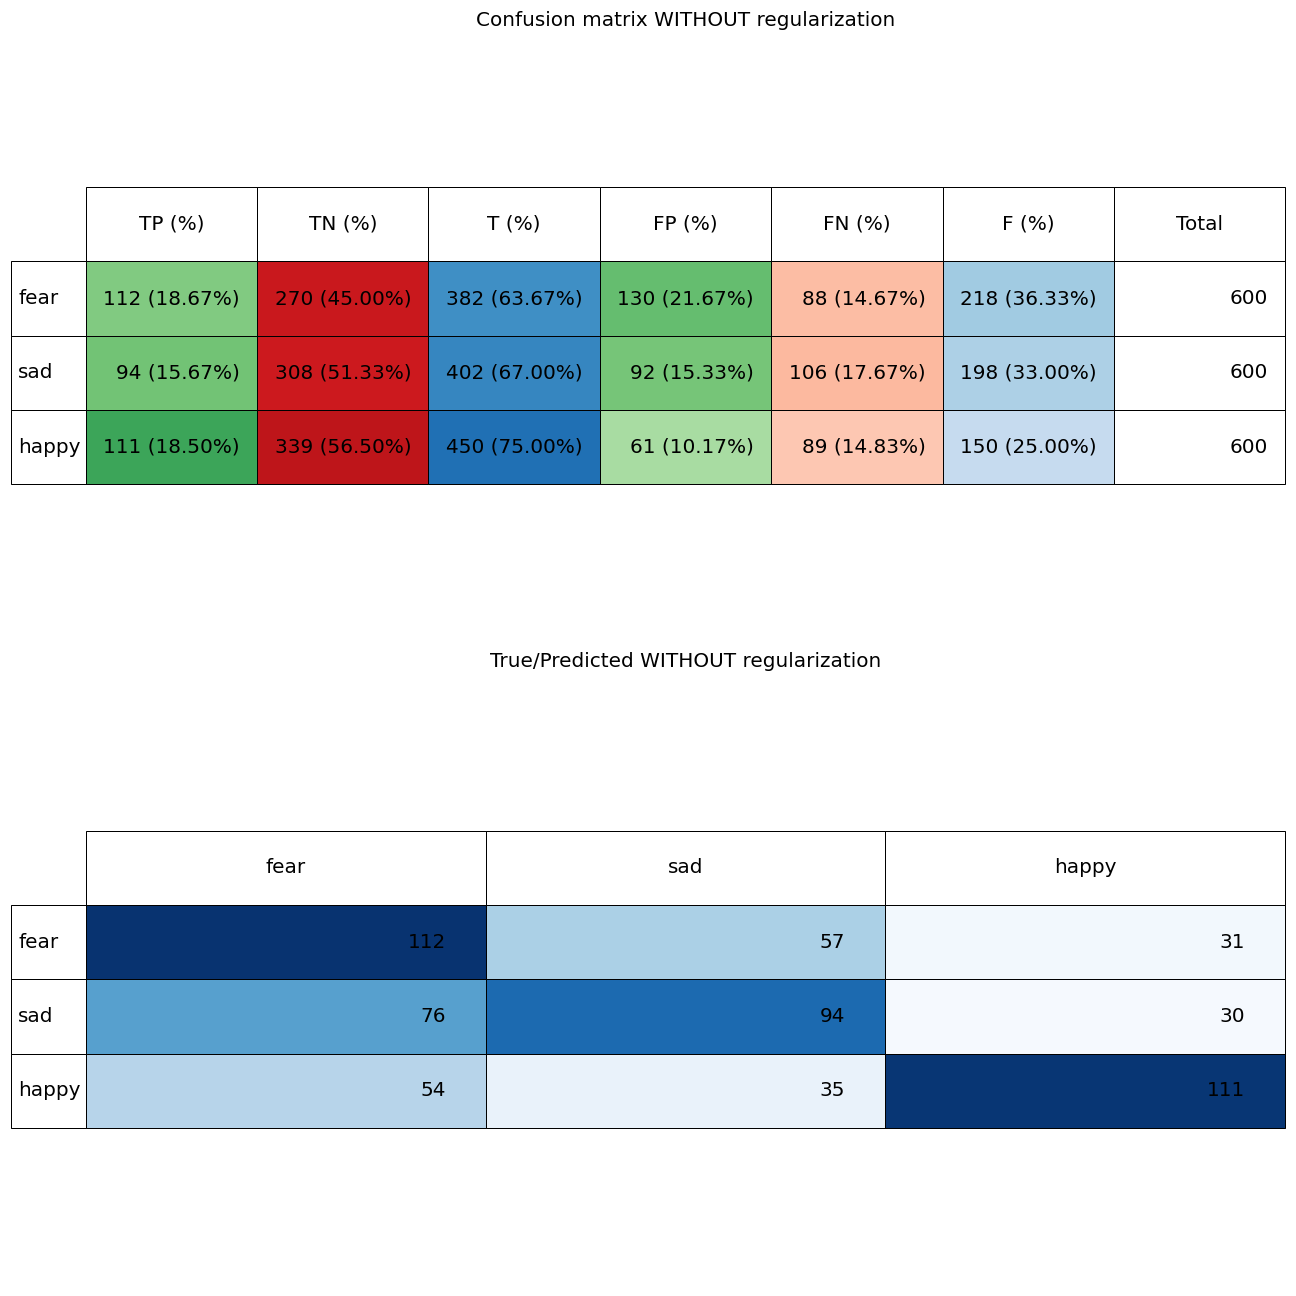 Confusion matrix WITHOUT regularization
TP (%) TN (%) T (%) FP (%) FN (%) F (%) Total
fear 112 (18.67%) 270 (45.00%) 382 (63.67%) 130 (21.67%) 88 (14.67%) 218 (36.33%) 600
sad 94 (15.67%) 308 (51.33%) 402 (67.00%) 92 (15.33%) 106 (17.67%) 198 (33.00%) 600
happy 111 (18.50%) 339 (56.50%) 450 (75.00%) 61 (10.17%) 89 (14.83%) 150 (25.00%) 600
True/Predicted WITHOUT regularization
fear sad happy
fear 112 57 31
sad 76 94 30
happy 54 35 111